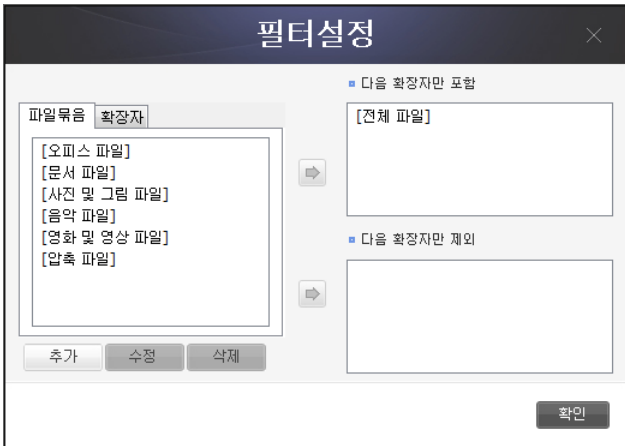 필터설정
파일묶음 확장자
[오피스 파일]
[문서 파일]
[사진 및 그림 파일]
[음악 파일]
[영화 및 영상 파일]
[압축 파일]
추가 수정 삭제
다음 확장자만 포함
[전체 파일]
다음 확장자만 제외
확인